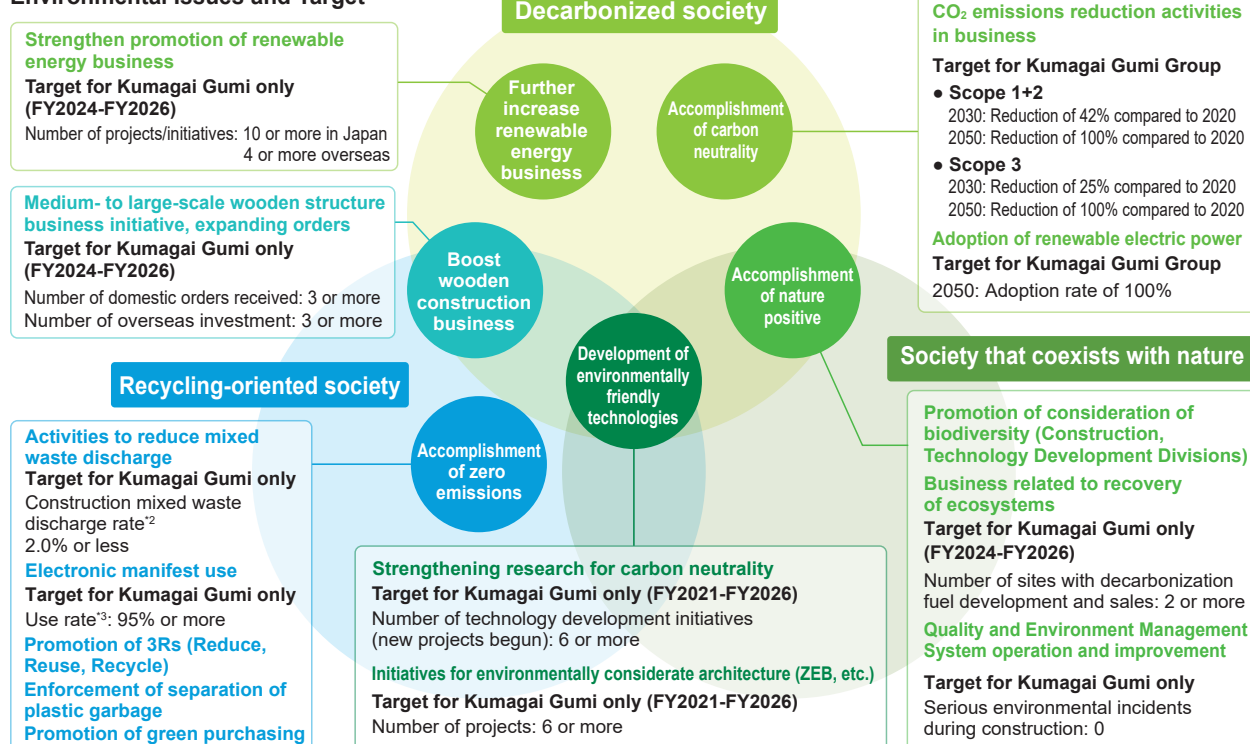 Environmental Issues and Target
Decarbonized society
Strengthen promotion of renewable
energy business
Target for Kumagai Gumi only
(FY2024-FY2026)
Number of projects/initiatives: 10 or more in Japan
4 or more overseas
Further
increase
renewable
energy
business
Accomplishment
of carbon
neutrality
CO₂ emissions reduction activities
in business
Target for Kumagai Gumi Group
● Scope 1+2
2030: Reduction of 42% compared to 2020
2050: Reduction of 100% compared to 2020
● Scope 3
2030: Reduction of 25% compared to 2020
2050: Reduction of 100% compared to 2020
Adoption of renewable electric power
Target for Kumagai Gumi Group
2050: Adoption rate of 100%
Medium- to large-scale wooden structure
business initiative, expanding orders
Target for Kumagai Gumi only
(FY2024-FY2026)
Number of domestic orders received: 3 or more
Number of overseas investment: 3 or more
Boost
wooden
construction
business
Accomplishment
of nature
positive
Development of
environmentally
friendly
technologies
Recycling-oriented society
Society that coexists with nature
Accomplishment
of zero
emissions
Activities to reduce mixed
waste discharge
Target for Kumagai Gumi only
Construction mixed waste
discharge rate*2
2.0% or less
Electronic manifest use
Target for Kumagai Gumi only
Use rate*3: 95% or more
Promotion of 3Rs (Reduce,
Reuse, Recycle)
Enforcement of separation of
plastic garbage
Promotion of green purchasing
Strengthening research for carbon neutrality
Target for Kumagai Gumi only (FY2021-FY2026)
Number of technology development initiatives
(new projects begun): 6 or more
Initiatives for environmentally considerate architecture (ZEB, etc.)
Target for Kumagai Gumi only (FY2021-FY2026)
Number of projects: 6 or more
Promotion of consideration of
biodiversity (Construction,
Technology Development Divisions)
Business related to recovery
of ecosystems
Target for Kumagai Gumi only
(FY2024-FY2026)
Number of sites with decarbonization
fuel development and sales: 2 or more
Quality and Environment Management
System operation and improvement
Target for Kumagai Gumi only
Serious environmental incidents
during construction: 0